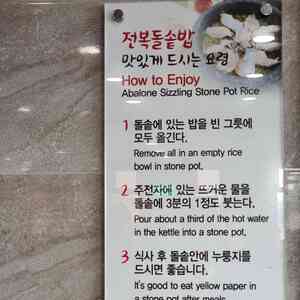 전복돌솥밥
맛있게 드시는 요령
How to Enjoy
Abalone Sizzling Stone Pot Rice
1 돌솥에 있는 밥을 빈 그릇에
모두 옮긴다.
Remove all in an empty rice
bowl in stone pot.
2 주전자에 있는 뜨거운 물을
돌솥에 3분의 1정도 붓는다.
Pour about a third of the hot water
in the kettle into a stone pot.
3 식사 후 돌솥안에 누룽지를
드시면 좋습니다.
It's good to eat yellow paper in
a stone pot after meals